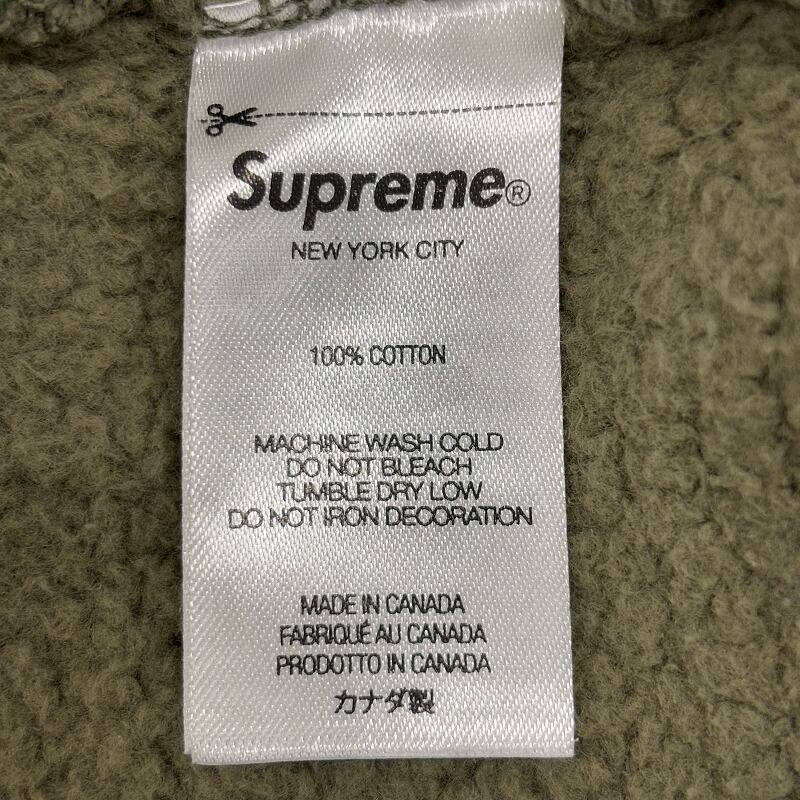 Supreme®
NEW YORK CITY
100% COTTON
MACHINE WASH COLD
DO NOT BLEACH
TUMBLE DRY LOW
DO NOT IRON DECORATION
MADE IN CANADA
FABRIQUÉ AU CANADA
PRODOTTO IN CANADA
カナダ製